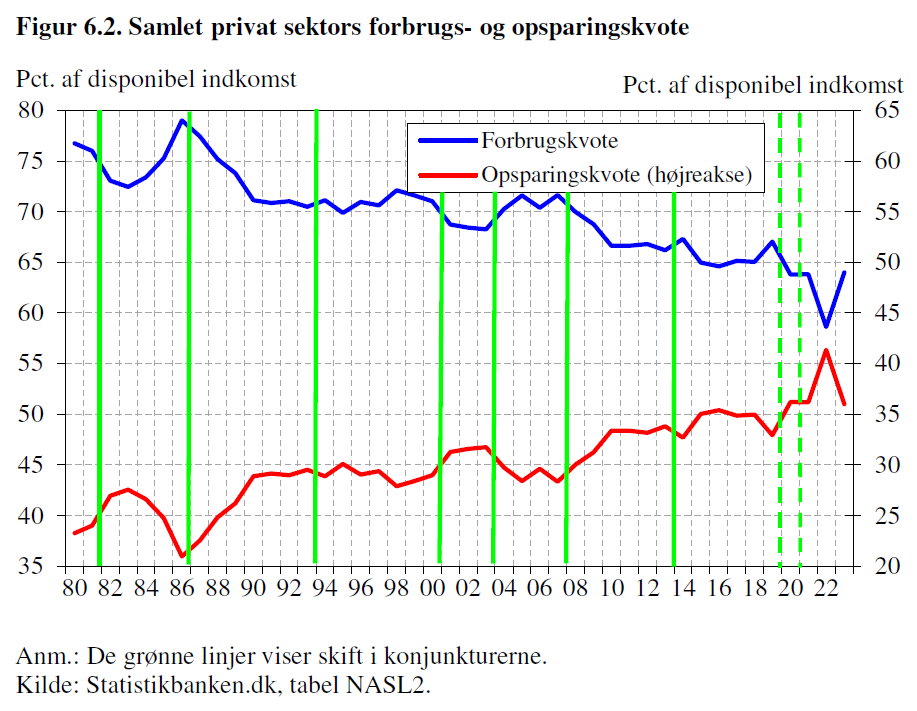 Figur 6.2. Samlet privat sektors forbrugs- og opsparingskvote
Pct. af disponibel indkomst
Pct. af disponibel indkomst
80
75
70
65
60
55
50
45
40
35
65
60
55
50
45
40
35
30
25
20
Forbrugskvote
Opsparingskvote (højreakse)
80 82 84 86 88 90 92 94 96 98 00 02 04 06 08 10 12 14 16 18 20 22
Anm.: De grønne linjer viser skift i konjunkturerne.
Kilde: Statistikbanken.dk, tabel NASL2.